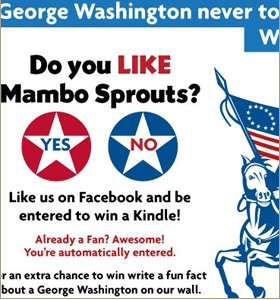 George Washington never to
W
Do you LIKE
Mambo Sprouts?
YES
NO
Like us on Facebook and be
entered to win a Kindle!
Already a Fan? Awesome!
You're automatically entered.
r an extra chance to win write a fun fact
bout a George Washington on our wall.